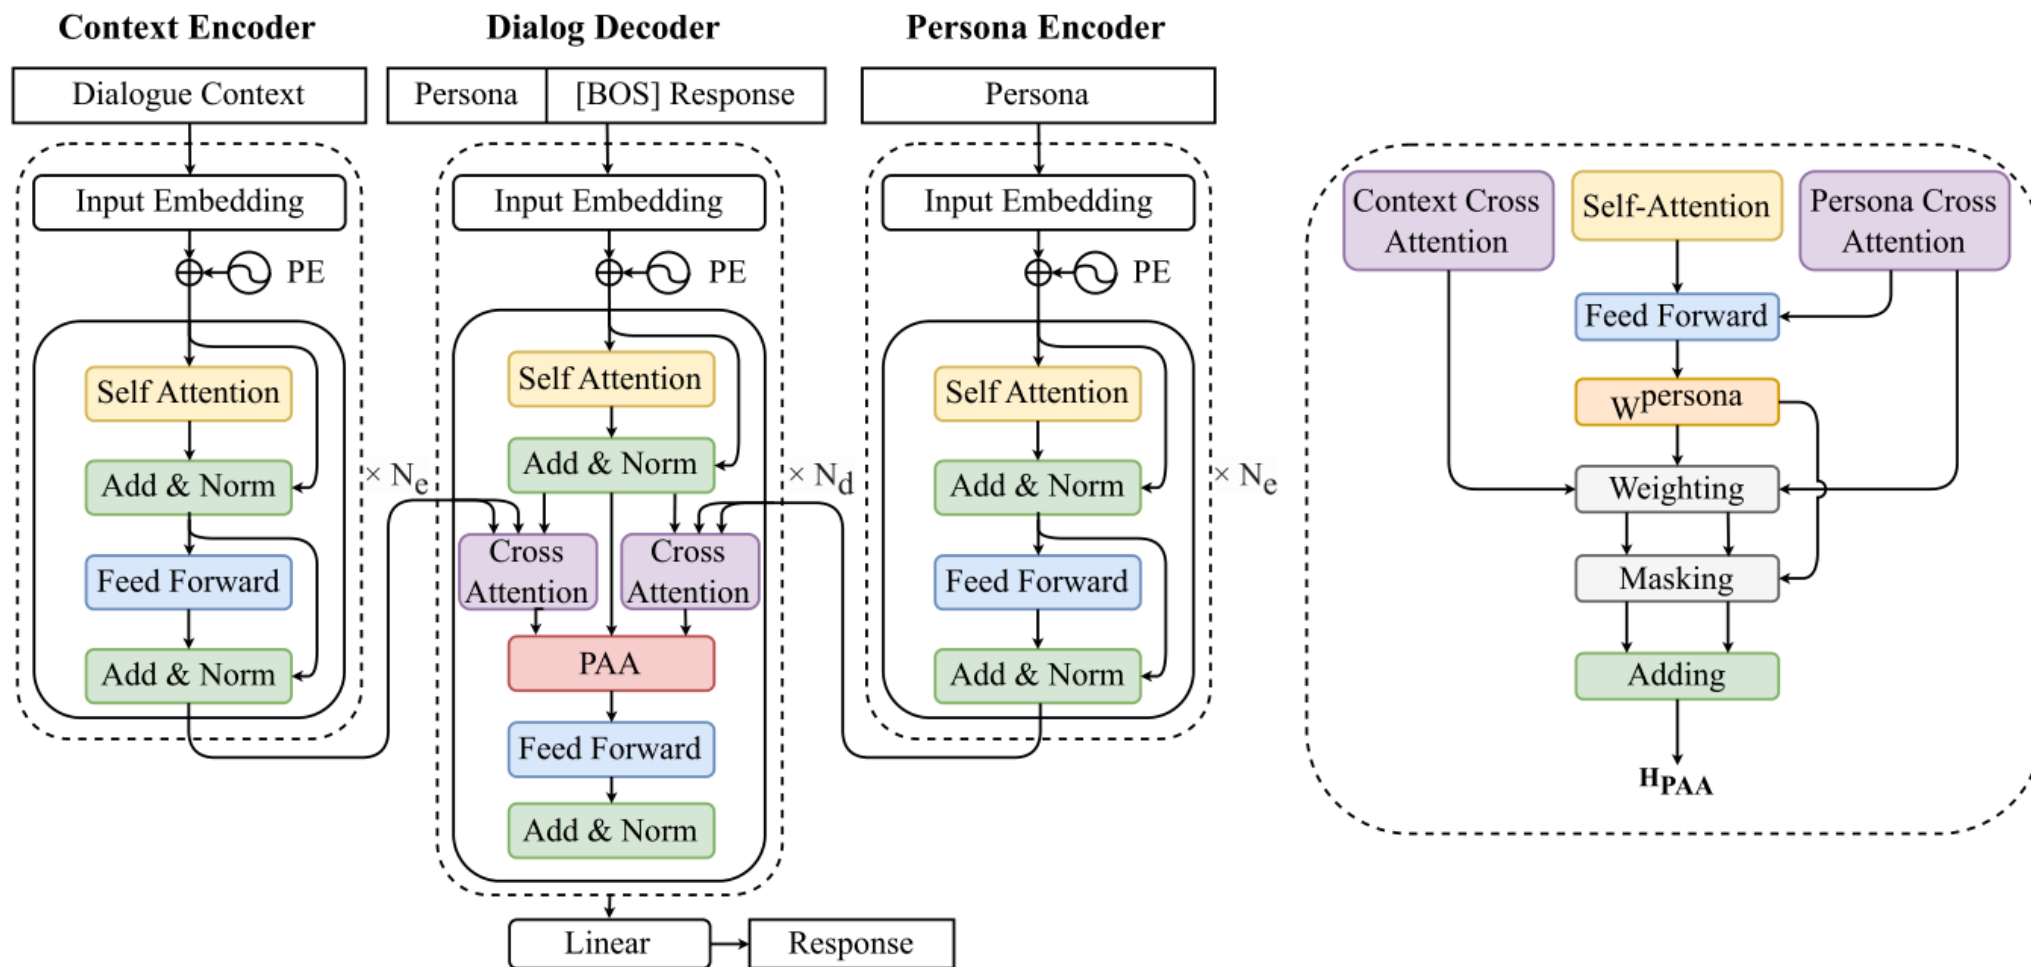 Context Encoder
Dialogue Context
Input Embedding
PE
Self Attention
Add & Norm
Feed Forward
Add & Norm
× Ne
Dialog Decoder
Persona
[BOS] Response
Input Embedding
PE
Self Attention
Add & Norm
Cross
Attention
Cross
Attention
PAA
Feed Forward
Add & Norm
× Nd
Linear
Response
Persona Encoder
Persona
Input Embedding
PE
Self Attention
Add & Norm
Feed Forward
Add & Norm
× Ne
Context Cross
Attention
Self-Attention
Persona Cross
Attention
Feed Forward
Wpersona
Weighting
Masking
Adding
HPAA